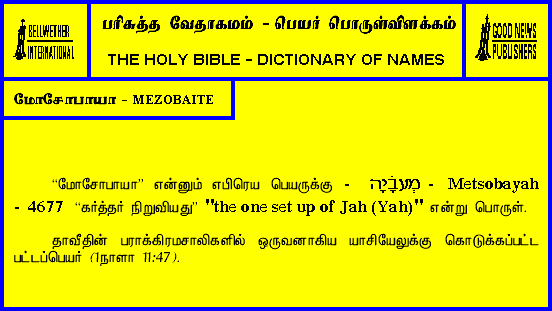 BELLWETHER
INTERNATIONAL
பரிசுத்த வேதாகமம் - பெயர் பொருள்விளக்கம்
THE HOLY BIBLE - DICTIONARY OF NAMES
GOOD NEWS
PUBLISHERS
மோசோபாயா - MEZOBAITE
“மோசோபாயா” என்னும் எபிரெய பெயருக்கு - מְצֹבָיָה - Metsobayah
- 4677 “கர்த்தர் நிறுவியது” "the one set up of Jah (Yah)" என்று பொருள்.
தாவீதின் பராக்கிரமசாலிகளில் ஒருவனாகிய யாசியேலுக்கு கொடுக்கப்பட்ட
பட்டப்பெயர் (1நாளா 11:47).